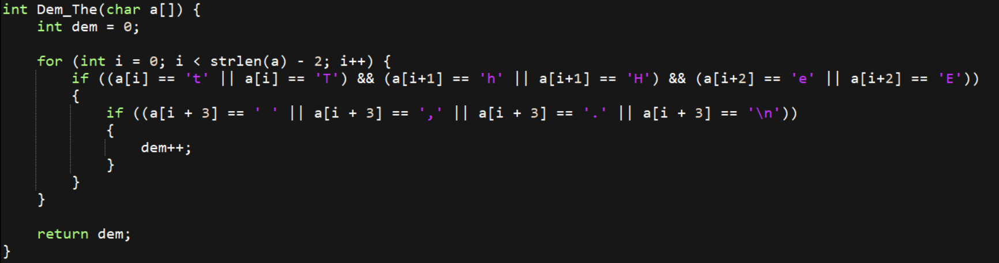 int Dem_The(char a[]) {
    int dem = 0;

    for (int i = 0; i < strlen(a) - 2; i++) {
        if ((a[i] == 't' || a[i] == 'T') && (a[i+1] == 'h' || a[i+1] == 'H') && (a[i+2] == 'e' || a[i+2] == 'E'))
        {
            if ((a[i + 3] == ' ' || a[i + 3] == ',' || a[i + 3] == '.' || a[i + 3] == '\n'))
            {
                dem++;
            }
        }
    }

    return dem;
}